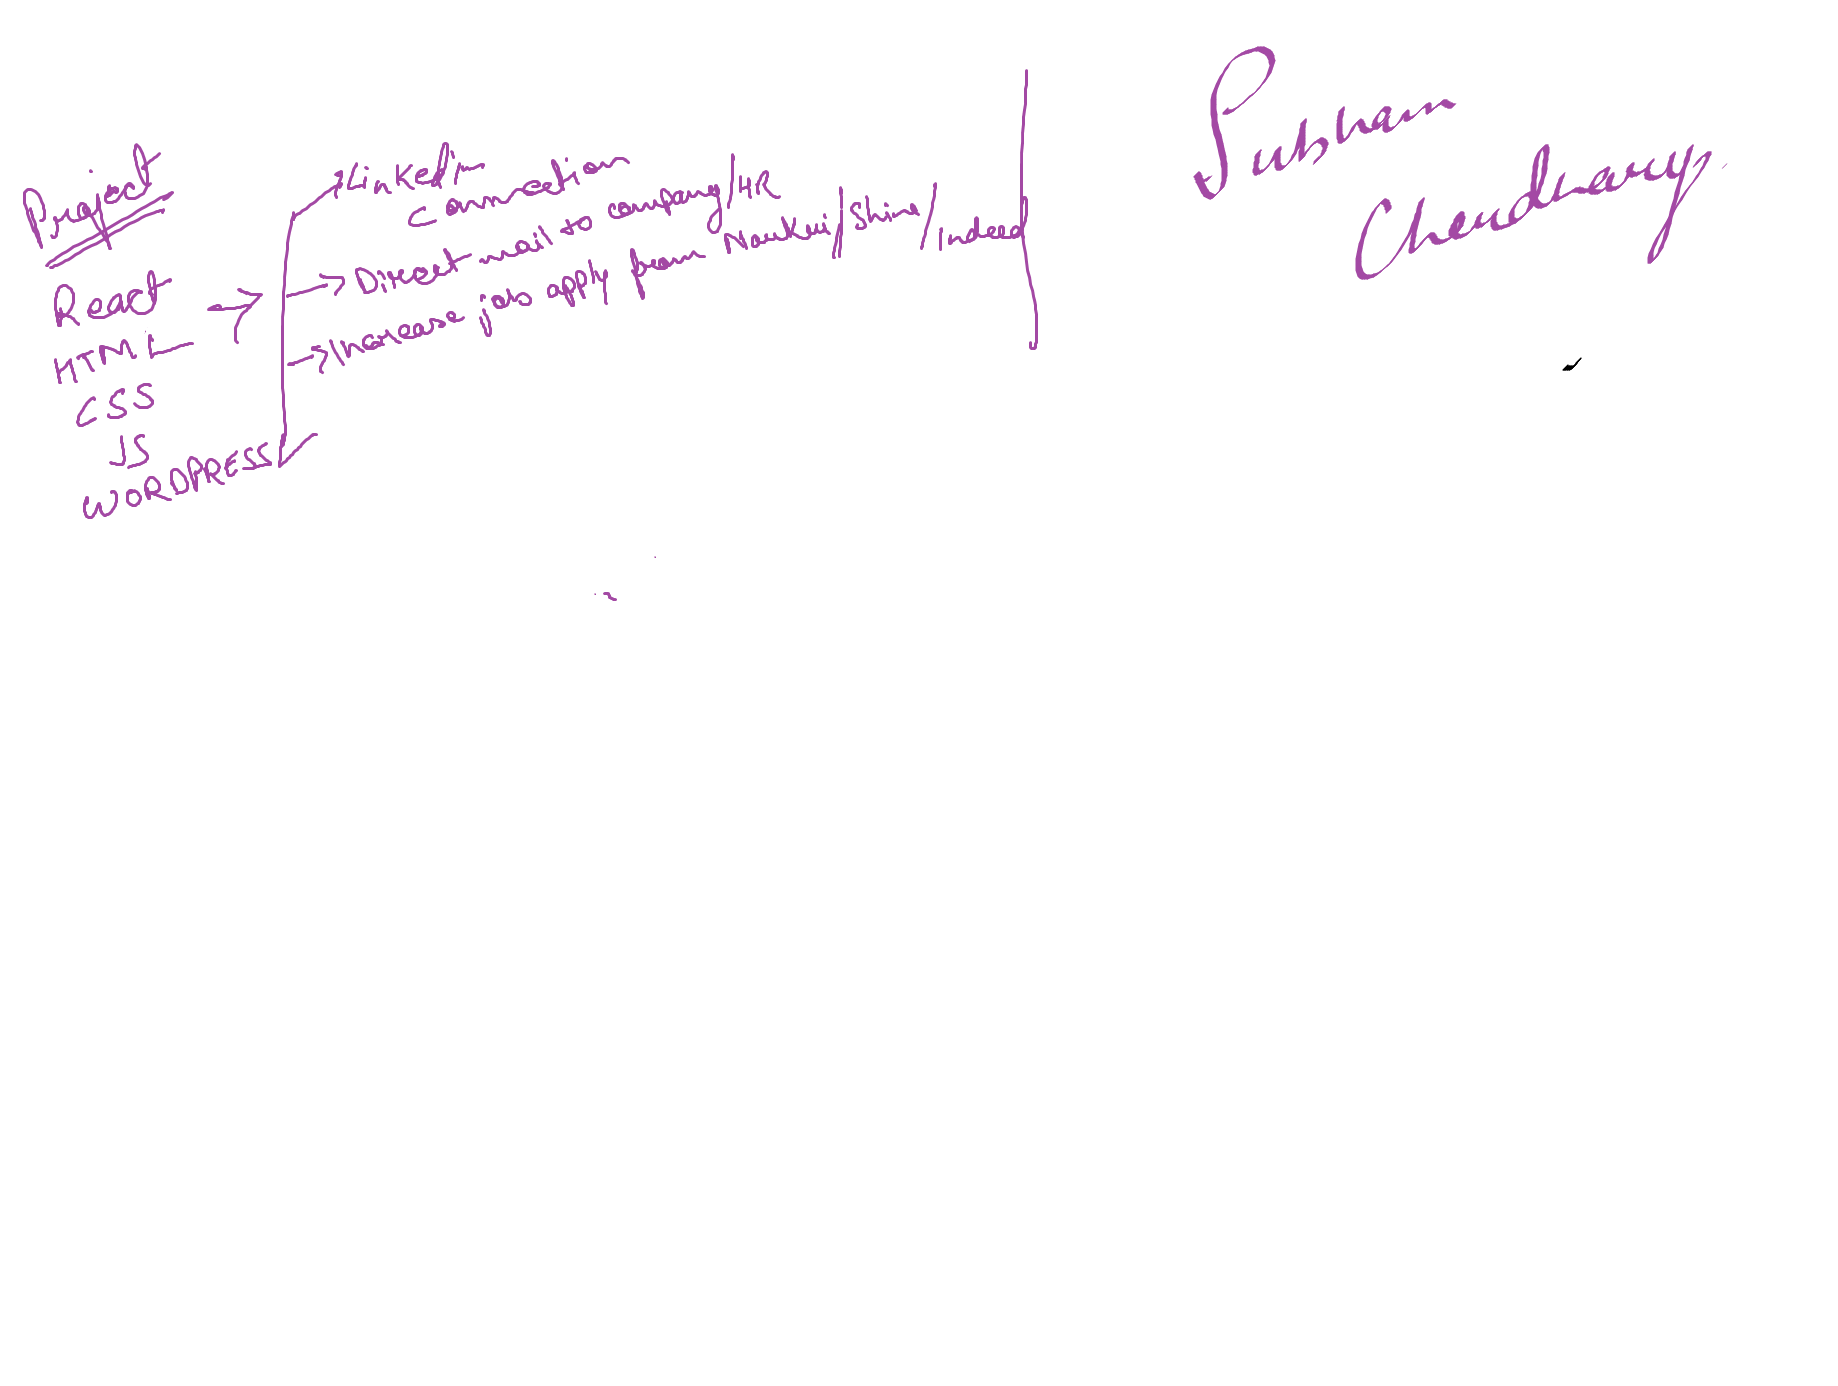 Project
React
HTML
CSS
JS
WORDPRESS
Linkedin
Connection
Direct mail to company/HR
Increase job apply from Naukri/Shine/Indeed
Subham
Choudhary